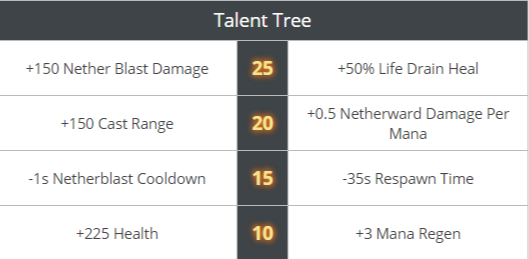 Talent Tree
+150 Nether Blast Damage 25 +50% Life Drain Heal
+150 Cast Range 20 +0.5 Netherward Damage Per
Mana
-1s Netherblast Cooldown 15 -35s Respawn Time
+225 Health 10 +3 Mana Regen